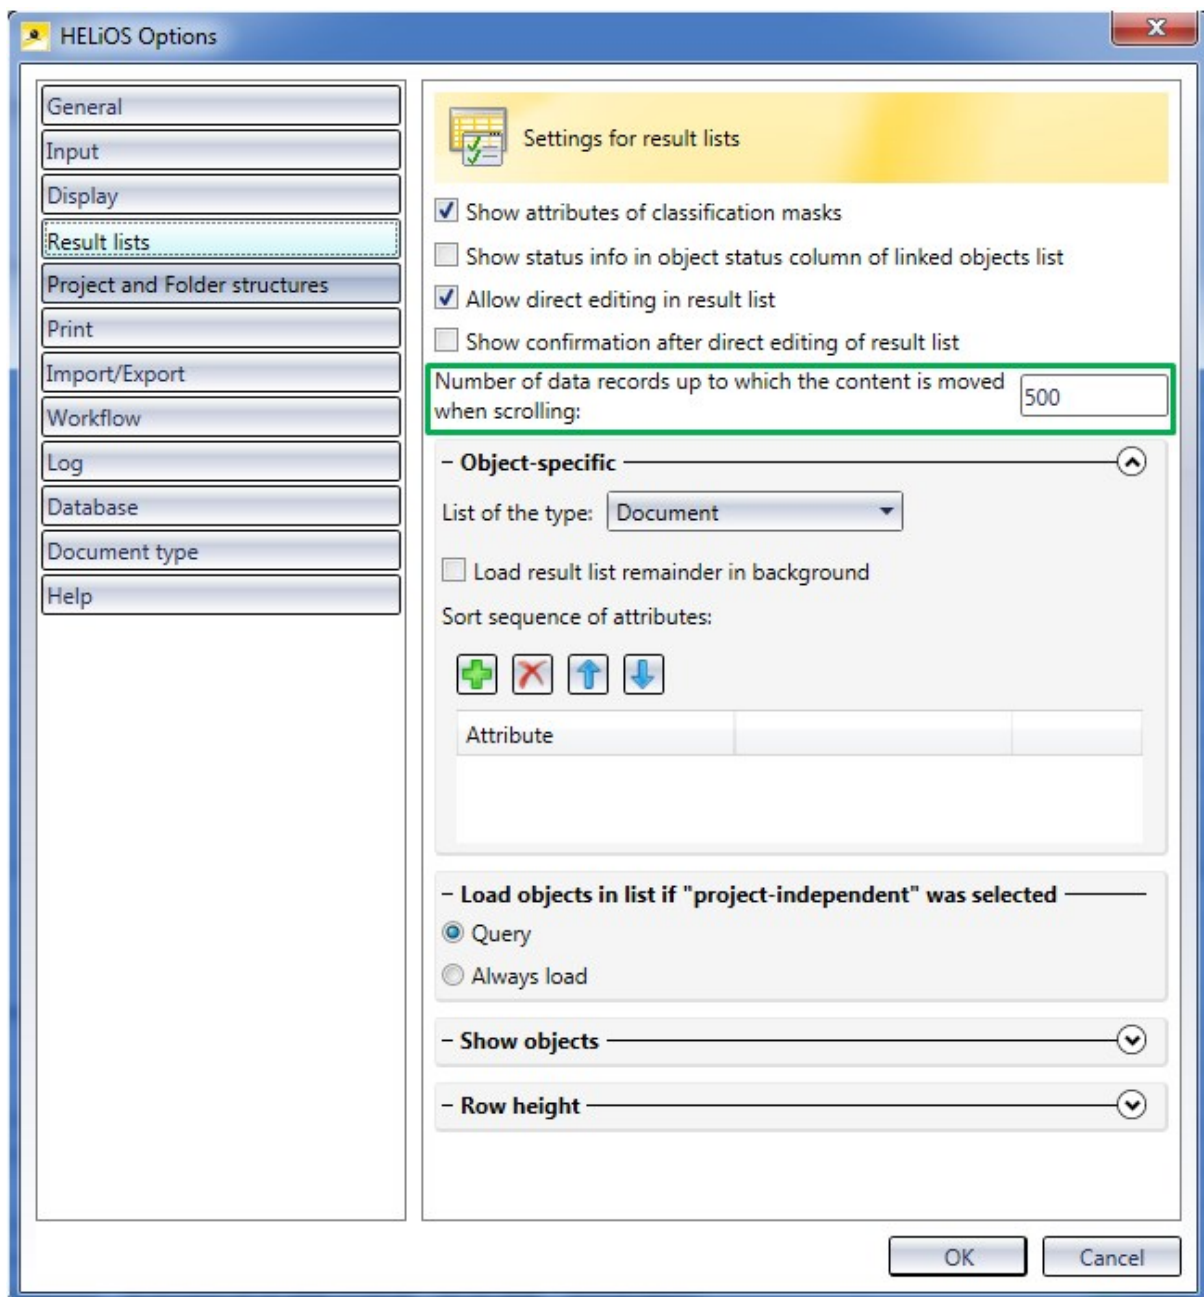 HELiOS Options
X
General
Input
Display
Result lists
Project and Folder structures
Print
Import/Export
Workflow
Log
Database
Document type
Help
Settings for result lists
Show attributes of classification masks
Show status info in object status column of linked objects list
Allow direct editing in result list
Show confirmation after direct editing of result list
Number of data records up to which the content is moved
when scrolling:
500
Object-specific
List of the type: Document
Load result list remainder in background
Sort sequence of attributes:
Attribute
Load objects in list if "project-independent" was selected
Query
Always load
Show objects
Row height
OK Cancel